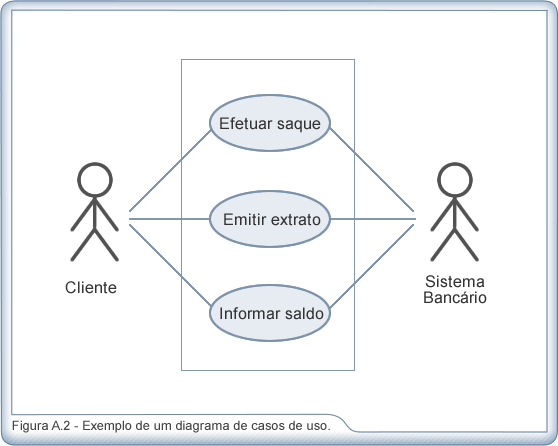 Efetuar saque
Emitir extrato
Informar saldo
Cliente
Sistema
Bancário
Figura A.2 - Exemplo de um diagrama de casos de uso.